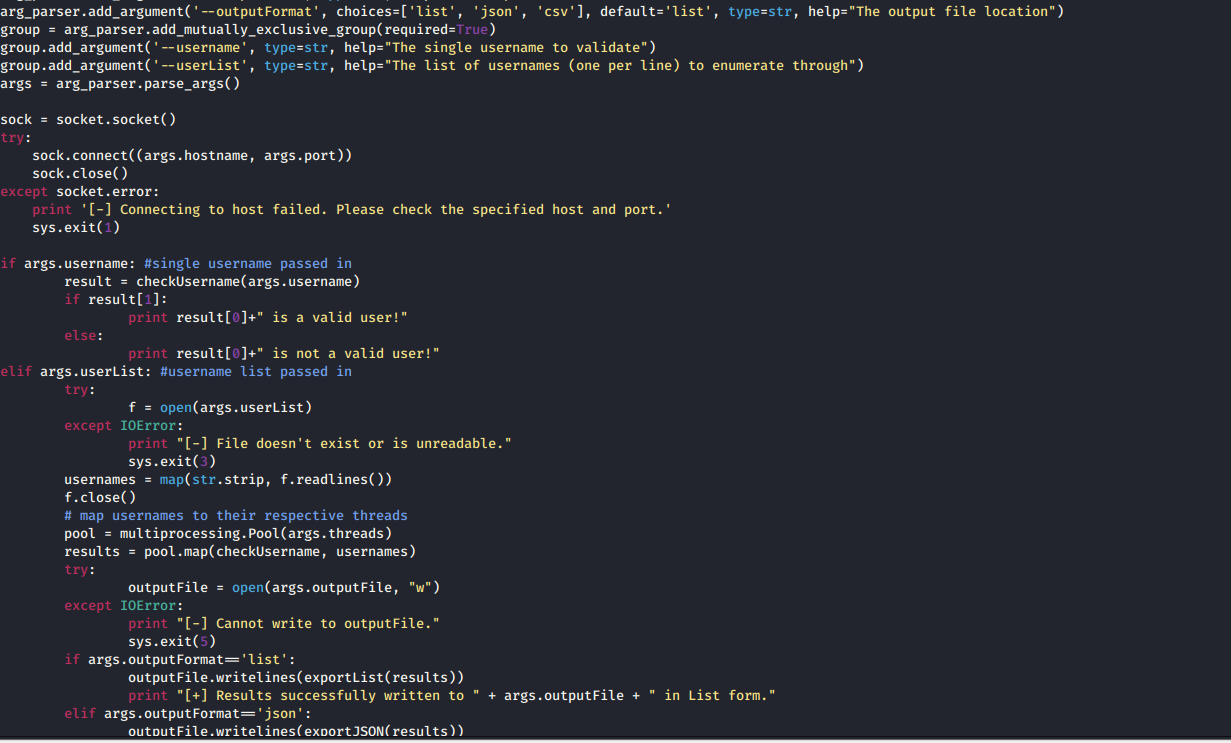 arg_parser.add_argument('--outputFormat', choices=['list', 'json', 'csv'], default='list', type=str, help="The output file location")
group = arg_parser.add_mutually_exclusive_group(required=True)
group.add_argument('--username', type=str, help="The single username to validate")
group.add_argument('--userList', type=str, help="The list of usernames (one per line) to enumerate through")
args = arg_parser.parse_args()

sock = socket.socket()
try:
    sock.connect((args.hostname, args.port))
    sock.close()
except socket.error:
    print '[-] Connecting to host failed. Please check the specified host and port.'
    sys.exit(1)

if args.username: #single username passed in
        result = checkUsername(args.username)
        if result[1]:
                print result[0]+" is a valid user!"
        else:
                print result[0]+" is not a valid user!"
elif args.userList: #username list passed in
        try:
                f = open(args.userList)
        except IOError:
                print "[-] File doesn't exist or is unreadable."
                sys.exit(3)
        usernames = map(str.strip, f.readlines())
        f.close()
        # map usernames to their respective threads
        pool = multiprocessing.Pool(args.threads)
        results = pool.map(checkUsername, usernames)
        try:
                outputFile = open(args.outputFile, "w")
        except IOError:
                print "[-] Cannot write to outputFile."
                sys.exit(5)
        if args.outputFormat=='list':
                outputFile.writelines(exportList(results))
                print "[+] Results successfully written to " + args.outputFile + " in List form."
        elif args.outputFormat=='json':
                outputFile.writelines(exportJSON(results))